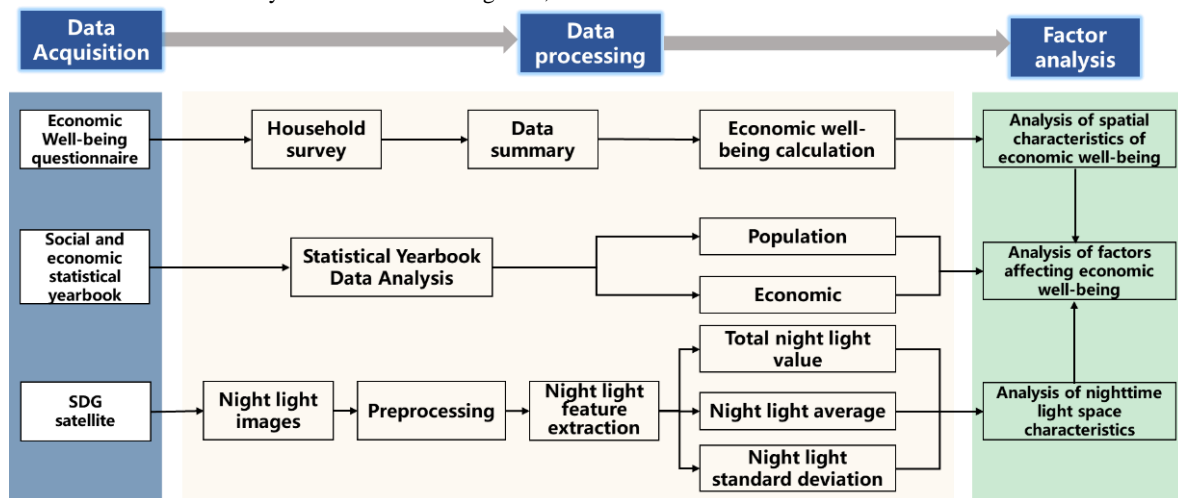 Data
Acquisition
Data
processing
Factor
analysis
Economic
Well-being
questionnaire
Household
survey
Data
summary
Economic well-
being calculation
Analysis of spatial
characteristics of
economic well-being
Social and
economic
statistical
yearbook
Statistical Yearbook
Data Analysis
Population
Economic
Analysis of factors
affecting economic
well-being
SDG
satellite
Night light
images
Preprocessing
Night light
feature
extraction
Total night light
value
Night light average
Night light
standard deviation
Analysis of nighttime
light space
characteristics